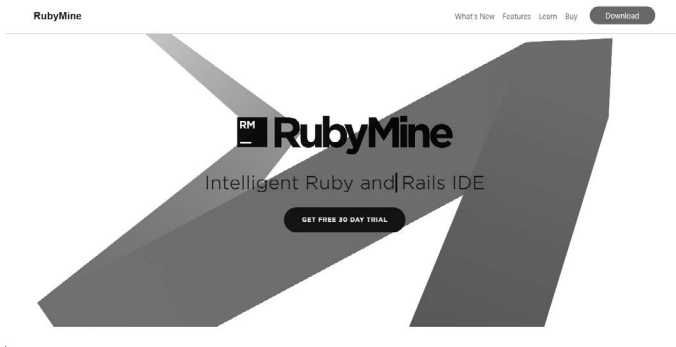 RubyMine
What's New Features Learn Buy Download
RM
RubyMine
Intelligent Ruby and Rails IDE
GET FREE 30 DAY TRIAL